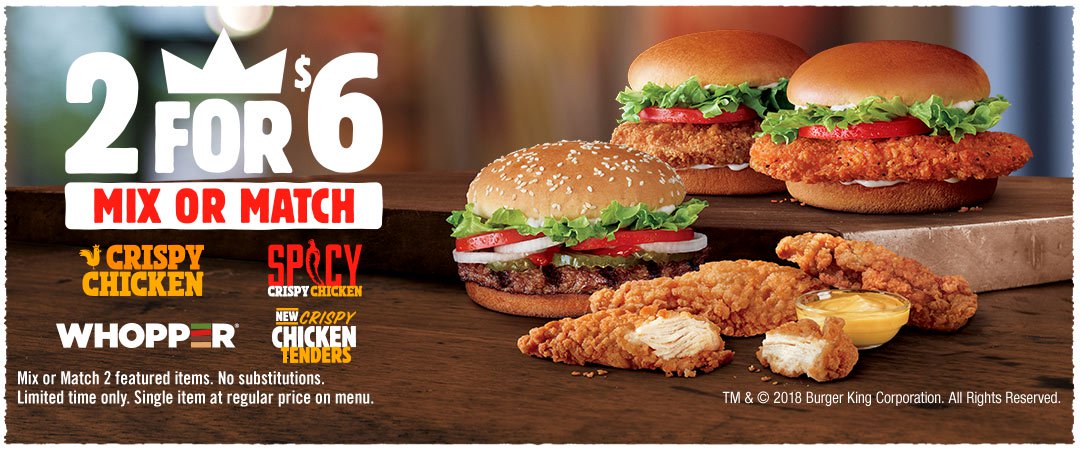 2 FOR $6
MIX OR MATCH
CRISPY
CHICKEN
SPICY
CRISPY CHICKEN
WHOPPER®
NEW CRISPY
CHICKEN
TENDERS
Mix or Match 2 featured items. No substitutions.
Limited time only. Single item at regular price on menu.
TM & © 2018 Burger King Corporation. All Rights Reserved.